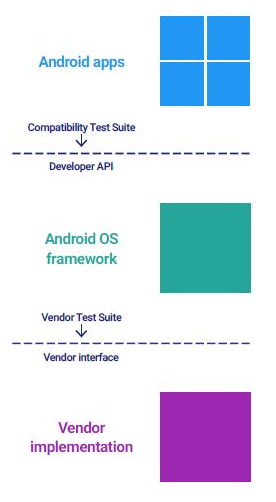 Android apps
Compatibility Test Suite
Developer API
Android OS
framework
Vendor Test Suite
Vendor interface
Vendor
implementation